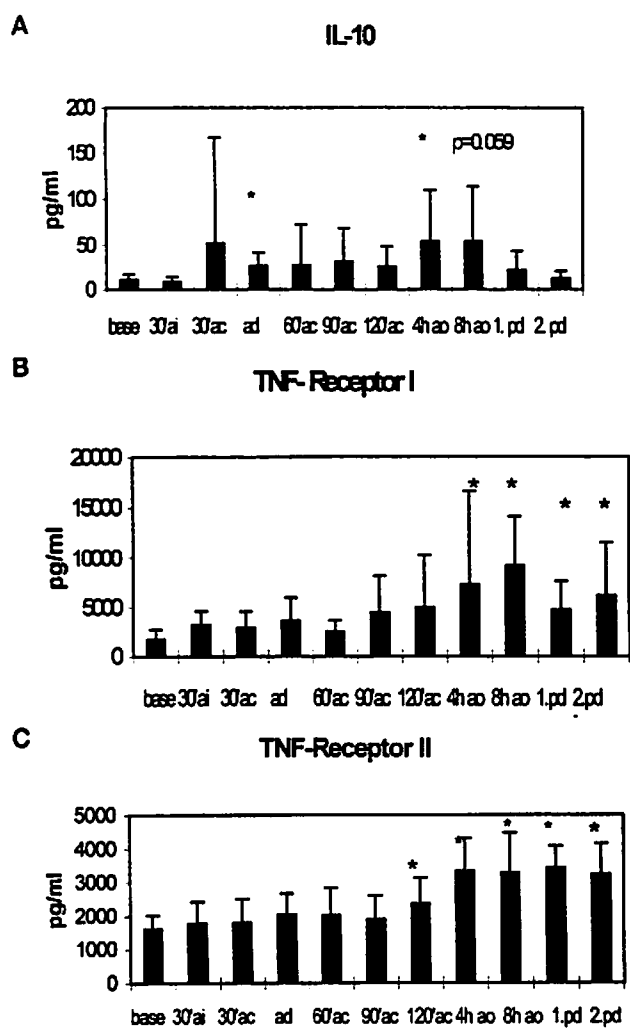 A
IL-10
200
150
100
50
0
pg/ml
* * p=0.059
base 30'ai 30'ac ad 60'ac 90'ac 120'ac 4h ao 8h ao 1. pd 2. pd
B
TNF- Receptor I
20000
15000
10000
5000
0
pg/ml
* * * *
base 30'ai 30'ac ad 60'ac 90'ac 120'ac 4h ao 8h ao 1.pd 2.pd
C
TNF-Receptor II
5000
4000
3000
2000
1000
0
pg/ml
* * * * *
base 30'ai 30'ac ad 60'ac 90'ac 120'ac 4h ao 8h ao 1.pd 2.pd